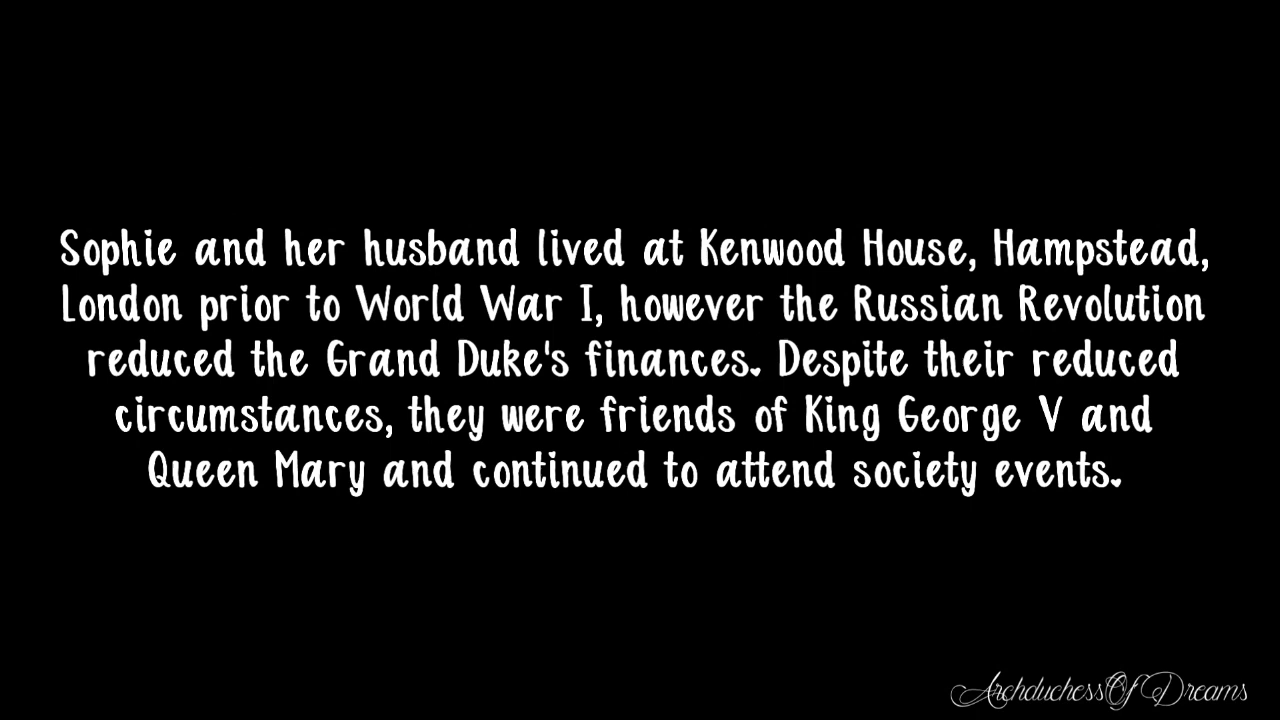 Sophie and her husband lived at Kenwood House, Hampstead,
London prior to World War I, however the Russian Revolution
reduced the Grand Duke's finances. Despite their reduced
circumstances, they were friends of King George V and
Queen Mary and continued to attend society events.
ArchduchessOfDreams